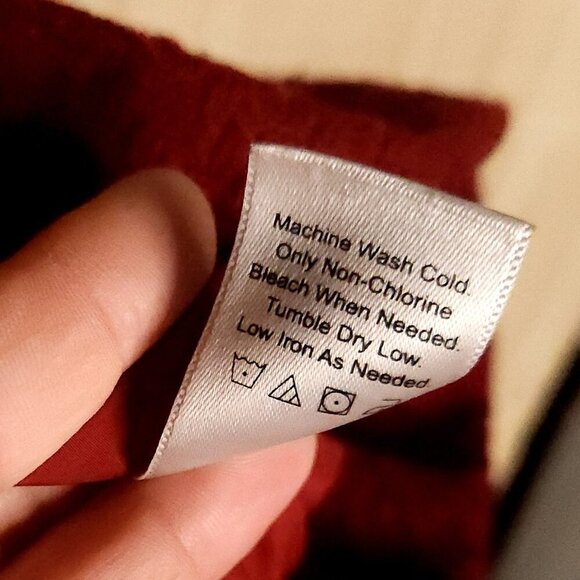 Machine Wash Cold.
Only Non-Chlorine
Bleach When Needed.
Tumble Dry Low.
Low Iron As Needed.